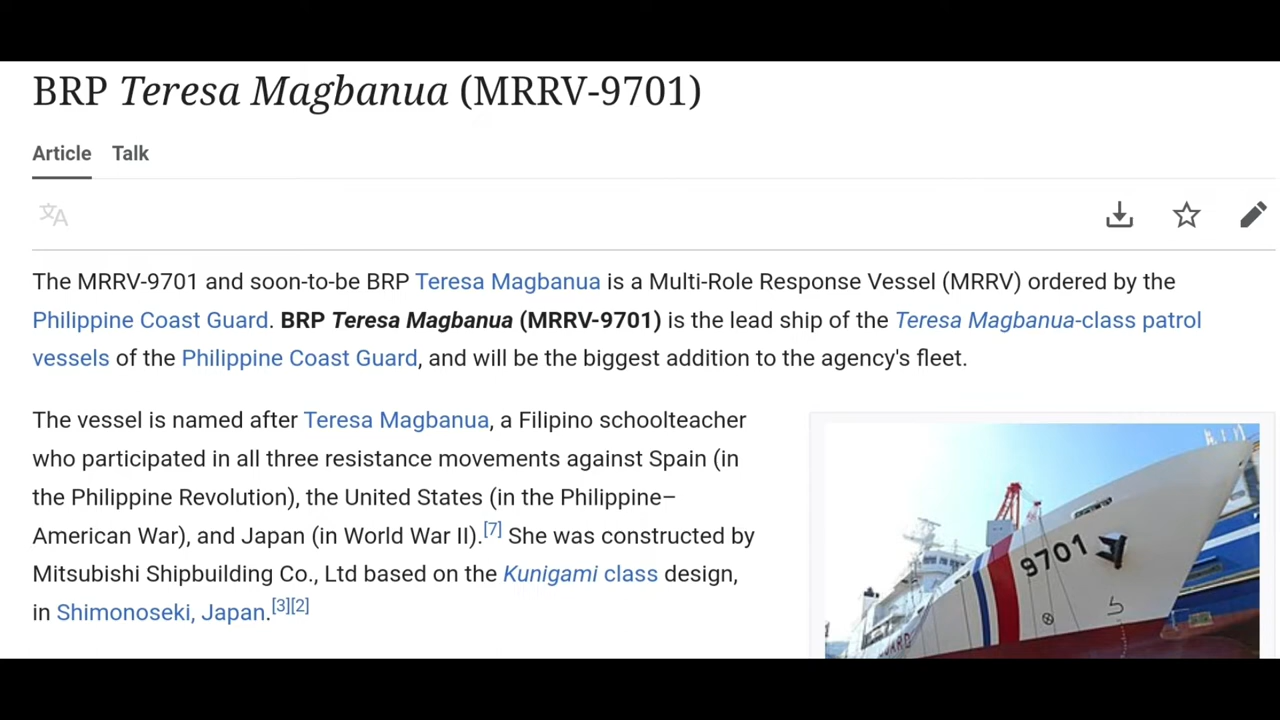 BRP Teresa Magbanua (MRRV-9701)
Article Talk
The MRRV-9701 and soon-to-be BRP Teresa Magbanua is a Multi-Role Response Vessel (MRRV) ordered by the
Philippine Coast Guard. BRP Teresa Magbanua (MRRV-9701) is the lead ship of the Teresa Magbanua-class patrol
vessels of the Philippine Coast Guard, and will be the biggest addition to the agency's fleet.
The vessel is named after Teresa Magbanua, a Filipino schoolteacher
who participated in all three resistance movements against Spain (in
the Philippine Revolution), the United States (in the Philippine–
American War), and Japan (in World War II).[7] She was constructed by
Mitsubishi Shipbuilding Co., Ltd based on the Kunigami class design,
in Shimonoseki, Japan.[3][2]
9701